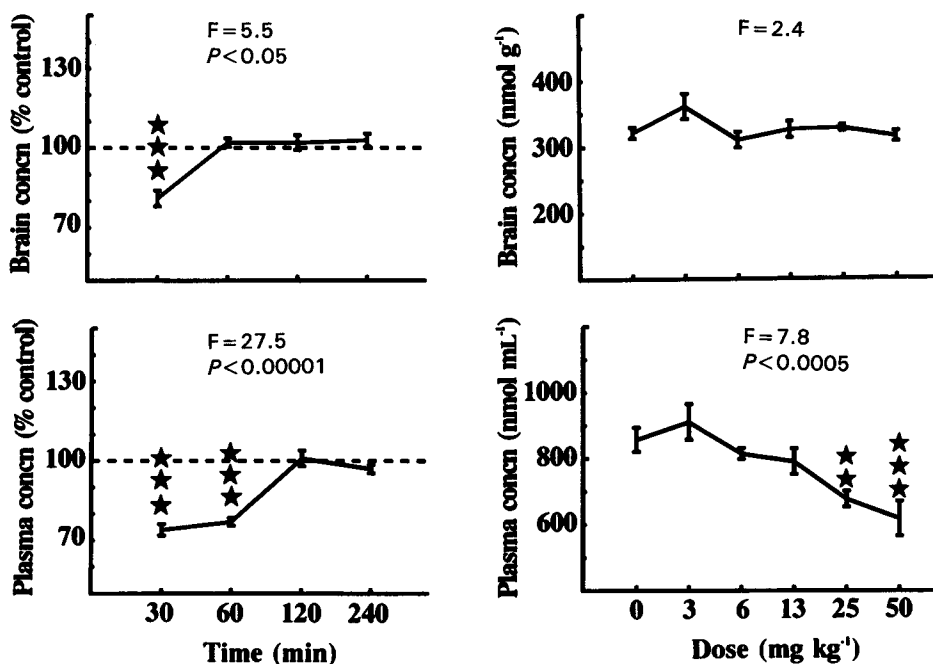 Brain concn (% control)
150
100
70
F=5.5
P<0.05
Brain concn (nmol g⁻¹)
400
300
200
F=2.4
Plasma concn (% control)
130
100
70
F=27.5
P<0.00001
30 60 120 240
Time (min)
Plasma concn (nmol mL⁻¹)
1000
800
600
F=7.8
P<0.0005
0 3 6 13 25 50
Dose (mg kg⁻¹)